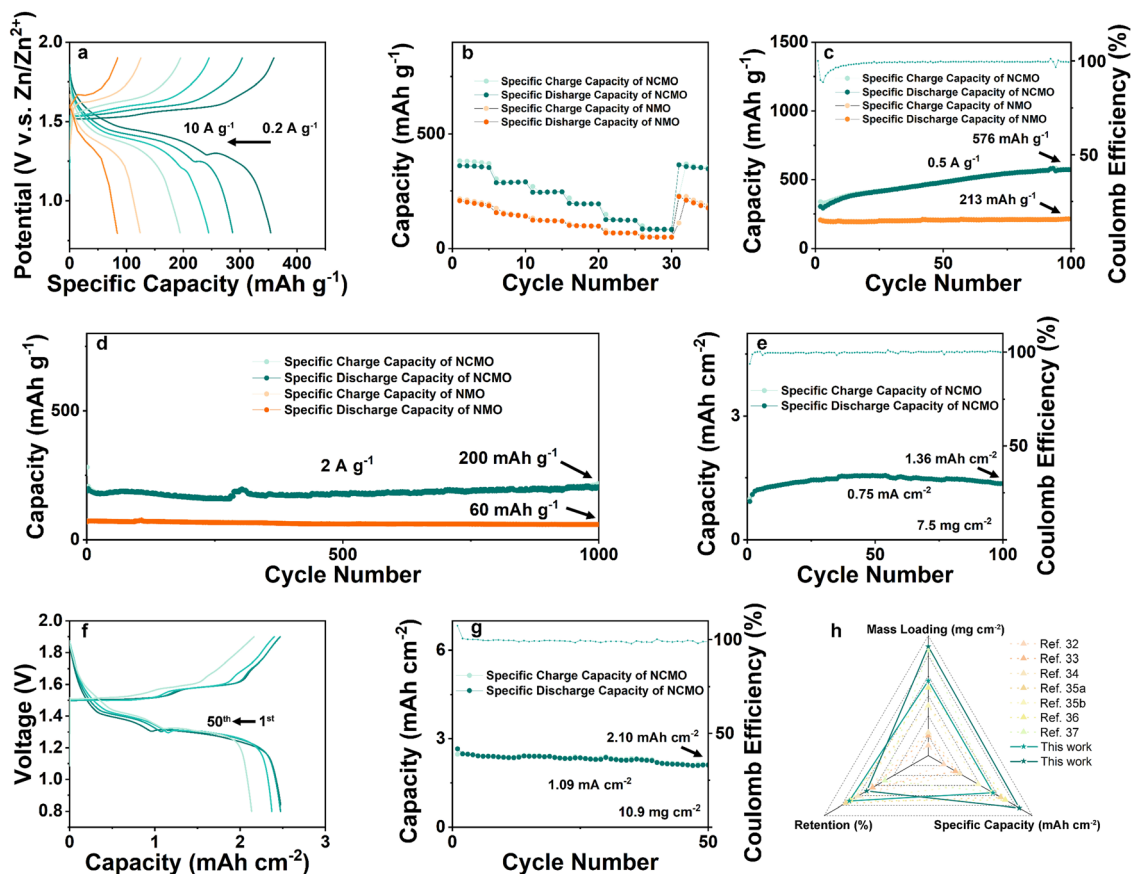 a
Potential (V v.s. Zn/Zn²⁺)
2.0
1.5
1.0
10 A g⁻¹
0.2 A g⁻¹
0
100
200
300
400
Specific Capacity (mAh g⁻¹)
b
Capacity (mAh g⁻¹)
500
0
Specific Charge Capacity of NCMO
Specific Disharge Capacity of NCMO
Specific Charge Capacity of NMO
Specific Disharge Capacity of NMO
0
10
20
30
Cycle Number
c
Capacity (mAh g⁻¹)
1500
1000
500
0
Specific Charge Capacity of NCMO
Specific Discharge Capacity of NCMO
Specific Charge Capacity of NMO
Specific Discharge Capacity of NMO
576 mAh g⁻¹
0.5 A g⁻¹
213 mAh g⁻¹
0
50
100
Cycle Number
100
50
0
Coulomb Efficiency (%)
d
Capacity (mAh g⁻¹)
750
0
Specific Charge Capacity of NCMO
Specific Discharge Capacity of NCMO
Specific Charge Capacity of NMO
Specific Discharge Capacity of NMO
2 A g⁻¹
200 mAh g⁻¹
60 mAh g⁻¹
0
500
1000
Cycle Number
e
Capacity (mAh cm⁻²)
3
0
Specific Charge Capacity of NCMO
Specific Discharge Capacity of NCMO
1.36 mAh cm⁻²
0.75 mA cm⁻²
7.5 mg cm⁻²
0
50
100
Cycle Number
100
50
0
Coulomb Efficiency (%)
f
Voltage (V)
2.0
1.8
1.6
1.4
1.2
1.0
0.8
50ᵗʰ
1ˢᵗ
0
1
2
3
Capacity (mAh cm⁻²)
g
Capacity (mAh cm⁻²)
6
3
0
Specific Charge Capacity of NCMO
Specific Discharge Capacity of NCMO
2.10 mAh cm⁻²
1.09 mA cm⁻²
10.9 mg cm⁻²
0
50
Cycle Number
100
50
0
Coulomb Efficiency (%)
h
Mass Loading (mg cm⁻²)
Ref. 32
Ref. 33
Ref. 34
Ref. 35a
Ref. 35b
Ref. 36
Ref. 37
This work
This work
Retention (%)
Specific Capacity (mAh cm⁻²)